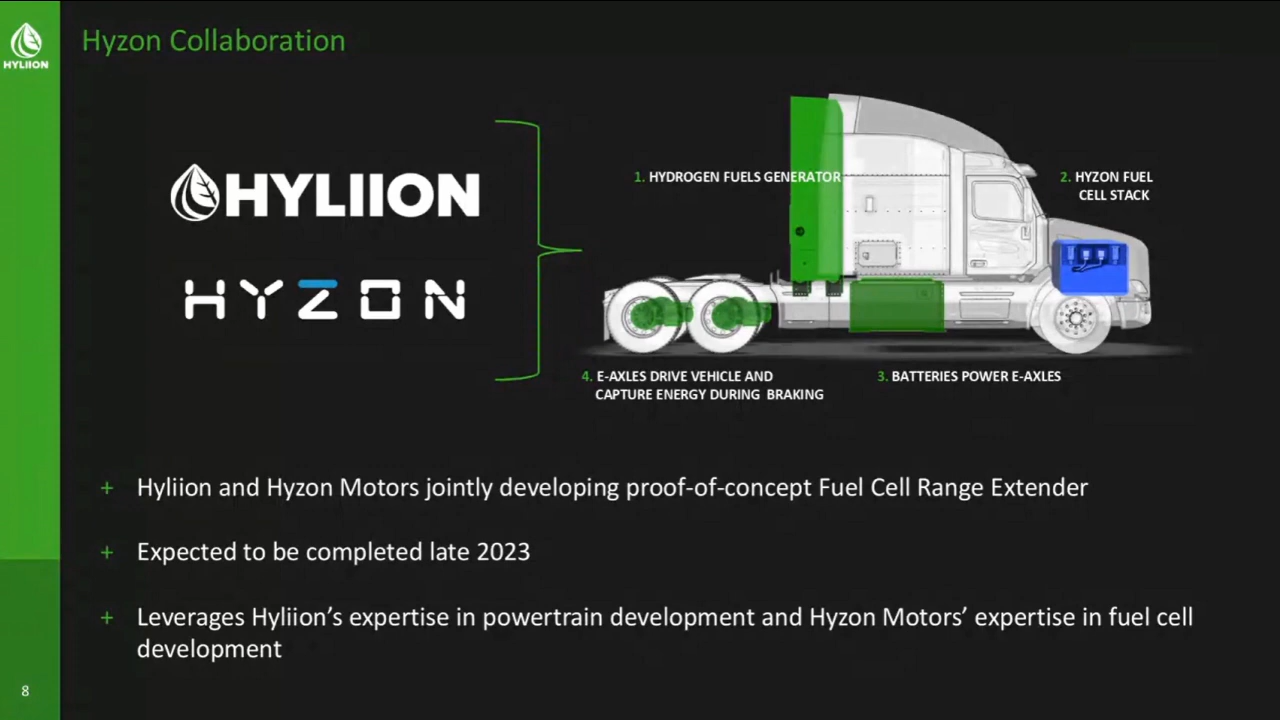 HYLIION
Hyzon Collaboration
HYLIION
HYZON
1. HYDROGEN FUELS GENERATOR
2. HYZON FUEL
CELL STACK
4. E-AXLES DRIVE VEHICLE AND
CAPTURE ENERGY DURING BRAKING
3. BATTERIES POWER E-AXLES
+ Hyliion and Hyzon Motors jointly developing proof-of-concept Fuel Cell Range Extender
+ Expected to be completed late 2023
+ Leverages Hyliion’s expertise in powertrain development and Hyzon Motors’ expertise in fuel cell
development
8